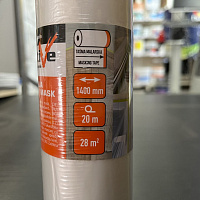 TAŚMA MALARSKA
MASKING TAPE
MASK
1400 mm
20 m
28 m²